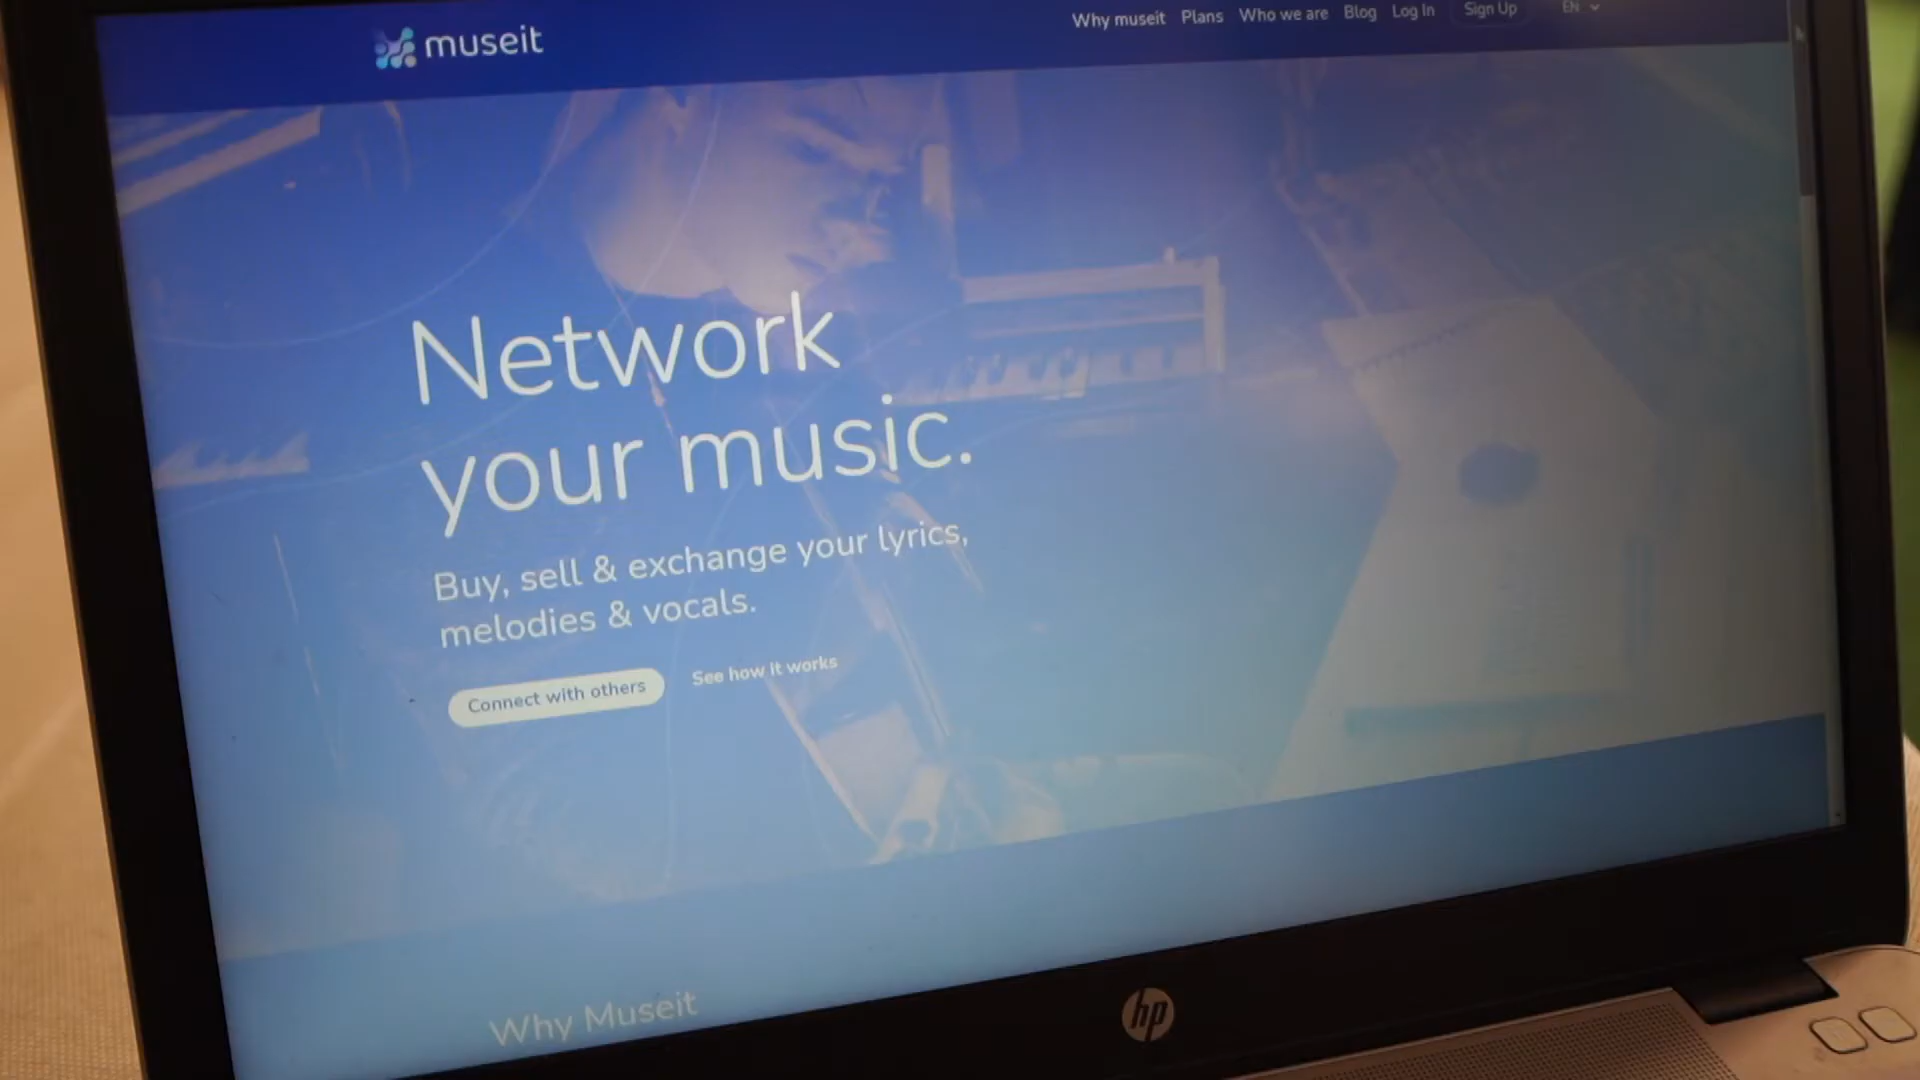 museit
Why museit Plans Who we are Blog Log In Sign Up EN
Network
your music.
Buy, sell & exchange your lyrics,
melodies & vocals.
Connect with others See how it works
Why Museit
hp